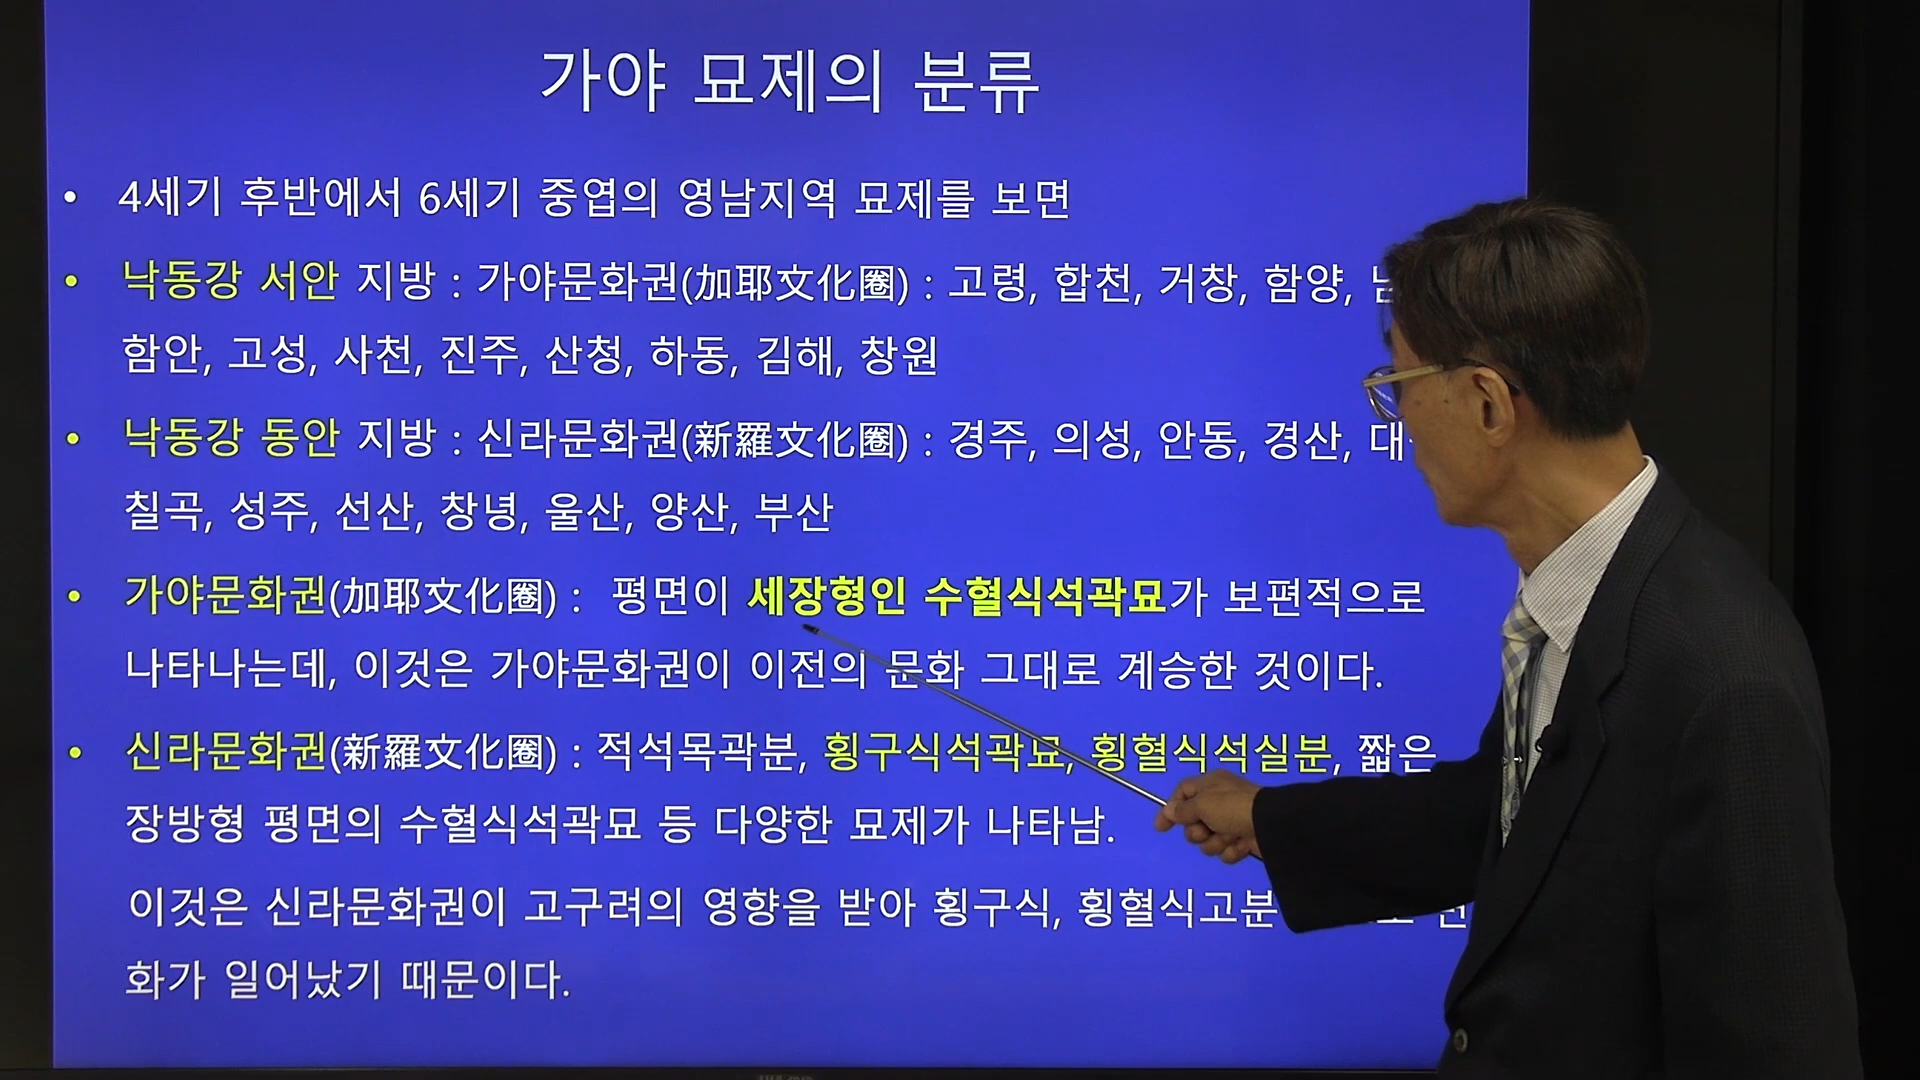 가야 묘제의 분류
• 4세기 후반에서 6세기 중엽의 영남지역 묘제를 보면
• 낙동강 서안 지방 : 가야문화권(加耶文化圈) : 고령, 합천, 거창, 함양,
함안, 고성, 사천, 진주, 산청, 하동, 김해, 창원
• 낙동강 동안 지방 : 신라문화권(新羅文化圈) : 경주, 의성, 안동, 경산,
칠곡, 성주, 선산, 창녕, 울산, 양산, 부산
• 가야문화권(加耶文化圈) : 평면이 세장형인 수혈식석곽묘가 보편적으로
나타나는데, 이것은 가야문화권이 이전의 문화 그대로 계승한 것이다.
• 신라문화권(新羅文化圈) : 적석목곽분, 횡구식석곽묘, 횡혈식석실분, 짧은
장방형 평면의 수혈식석곽묘 등 다양한 묘제가 나타남.
이것은 신라문화권이 고구려의 영향을 받아 횡구식, 횡혈식고분
화가 일어났기 때문이다.